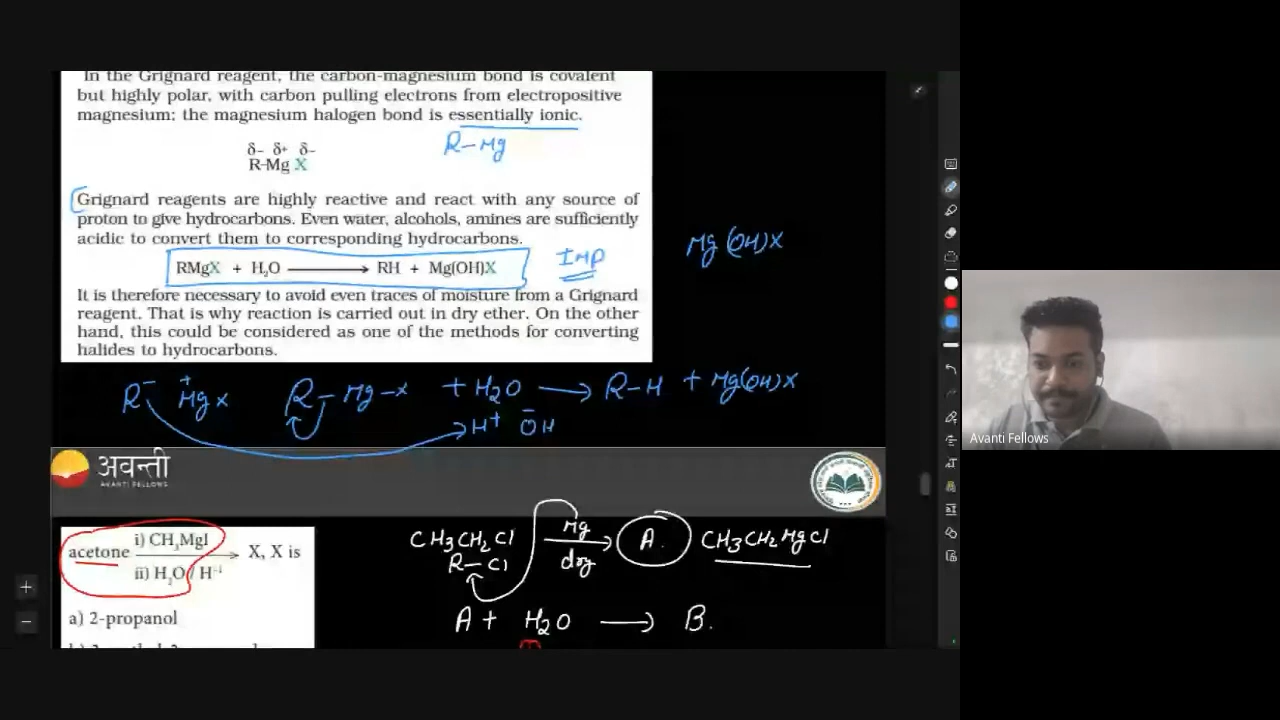 In the Grignard reagent, the carbon-magnesium bond is covalent
but highly polar, with carbon pulling electrons from electropositive
magnesium; the magnesium halogen bond is essentially ionic.
δ– δ+ δ–
R-Mg X
R-Mg
Grignard reagents are highly reactive and react with any source of
proton to give hydrocarbons. Even water, alcohols, amines are sufficiently
acidic to convert them to corresponding hydrocarbons.
RMgX + H₂O ⟶ RH + Mg(OH)X
IMP
Mg(OH)X
It is therefore necessary to avoid even traces of moisture from a Grignard
reagent. That is why reaction is carried out in dry ether. On the other
hand, this could be considered as one of the methods for converting
halides to hydrocarbons.
R⁻ ⁺Mgx R-Mg-x + H₂O ⟶ R-H + Mg(OH)X
H⁺ ⁻OH
अवन्ती
AVANTI FELLOWS
acetone i) CH₃MgI ii) H₂O / H⁺ → X, X is
a) 2-propanol
CH3CH2Cl Mg dry → A. CH3CH2MgCl
R-Cl
A + H₂O ⟶ B.
Avanti Fellows